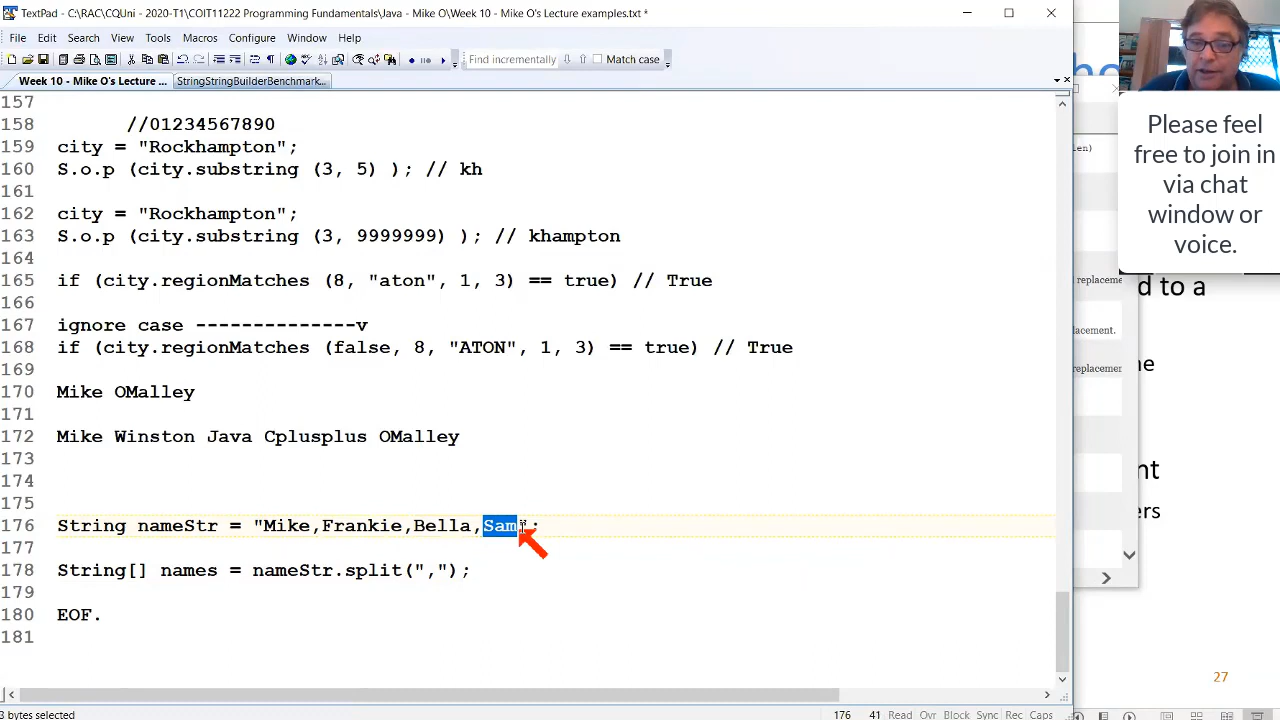 TextPad - C:\RAC\CQUni - 2020-T1\COIT11222 Programming Fundamentals\Java - Mike O\Week 10 - Mike O's Lecture examples.txt *
File Edit Search View Tools Macros Configure Window Help
Find incrementally Match case
Week 10 - Mike O's Lecture ... StringStringBuilderBenchmark...
157
158 //01234567890
159 city = "Rockhampton";
160 S.o.p (city.substring (3, 5) ); // kh
161
162 city = "Rockhampton";
163 S.o.p (city.substring (3, 9999999) ); // khampton
164
165 if (city.regionMatches (8, "aton", 1, 3) == true) // True
166
167 ignore case --------------v
168 if (city.regionMatches (false, 8, "ATON", 1, 3) == true) // True
169
170 Mike OMalley
171
172 Mike Winston Java Cplusplus OMalley
173
174
175
176 String nameStr = "Mike,Frankie,Bella,Sam";
177
178 String[] names = nameStr.split(",");
179
180 EOF.
181
3 bytes selected 176 41 Read Ovr Block Sync Rec Caps
Please feel
free to join in
via chat
window or
voice.
len)
replaceme
d to a
lacement.
he
replacemer
nt
ers
27